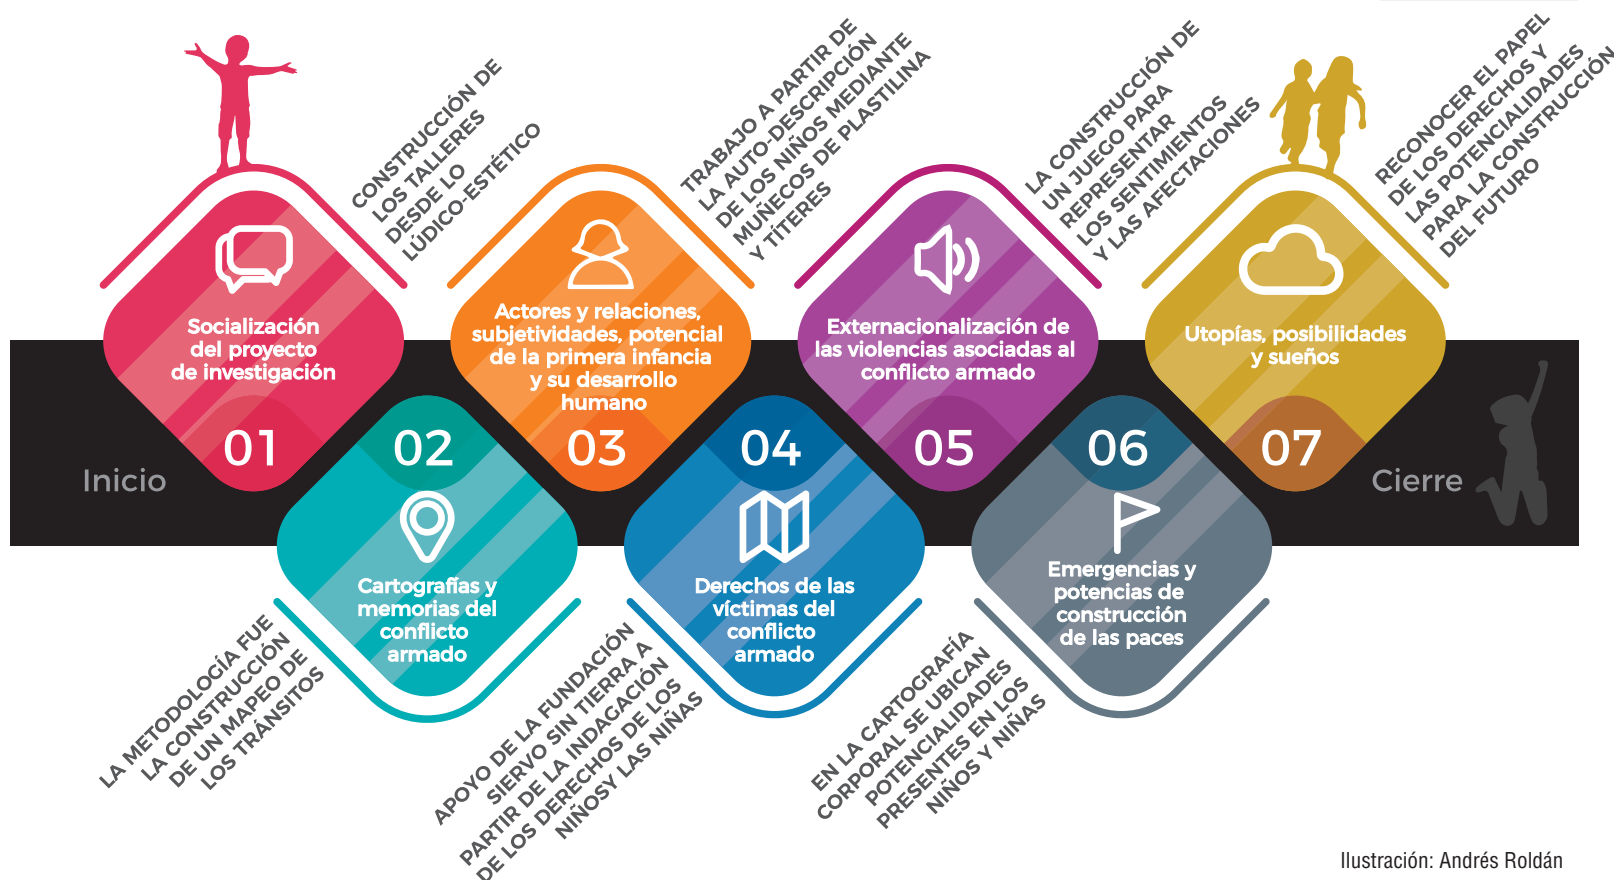 Inicio
CONSTRUCCIÓN DE
LOS TALLERES
DESDE LO
LÚDICO-ESTÉTICO
Socialización
del proyecto
de investigación
01
02
Cartografías y
memorias del
conflicto
armado
LA METODOLOGÍA FUE
LA CONSTRUCCIÓN
DE UN MAPEO DE
LOS TRÁNSITOS
TRABAJO A PARTIR DE
LA AUTO-DESCRIPCIÓN
DE LOS NIÑOS MEDIANTE
MUÑECOS DE PLASTILINA
Y TÍTERES
Actores y relaciones,
subjetividades, potencial
de la primera infancia
y su desarrollo
humano
03
04
Derechos de las
víctimas del
conflicto
armado
APOYO DE LA FUNDACIÓN
SIERVO SIN TIERRA A
PARTIR DE LA INDAGACIÓN
DE LOS DERECHOS DE LOS
NIÑOSY LAS NIÑAS
LA CONSTRUCCIÓN DE
UN JUEGO PARA
REPRESENTAR
LOS SENTIMIENTOS
Y LAS AFECTACIONES
Externacionalización de
las violencias asociadas al
conflicto armado
05
06
Emergencias y
potencias de
construcción
de las paces
EN LA CARTOGRAFÍA
CORPORAL SE UBICAN
POTENCIALIDADES
PRESENTES EN LOS
NIÑOS Y NIÑAS
RECONOCER EL PAPEL
DE LOS DERECHOS Y
LAS POTENCIALIDADES
PARA LA CONSTRUCCIÓN
DEL FUTURO
Utopías, posibilidades
y sueños
07
Cierre
Ilustración: Andrés Roldán